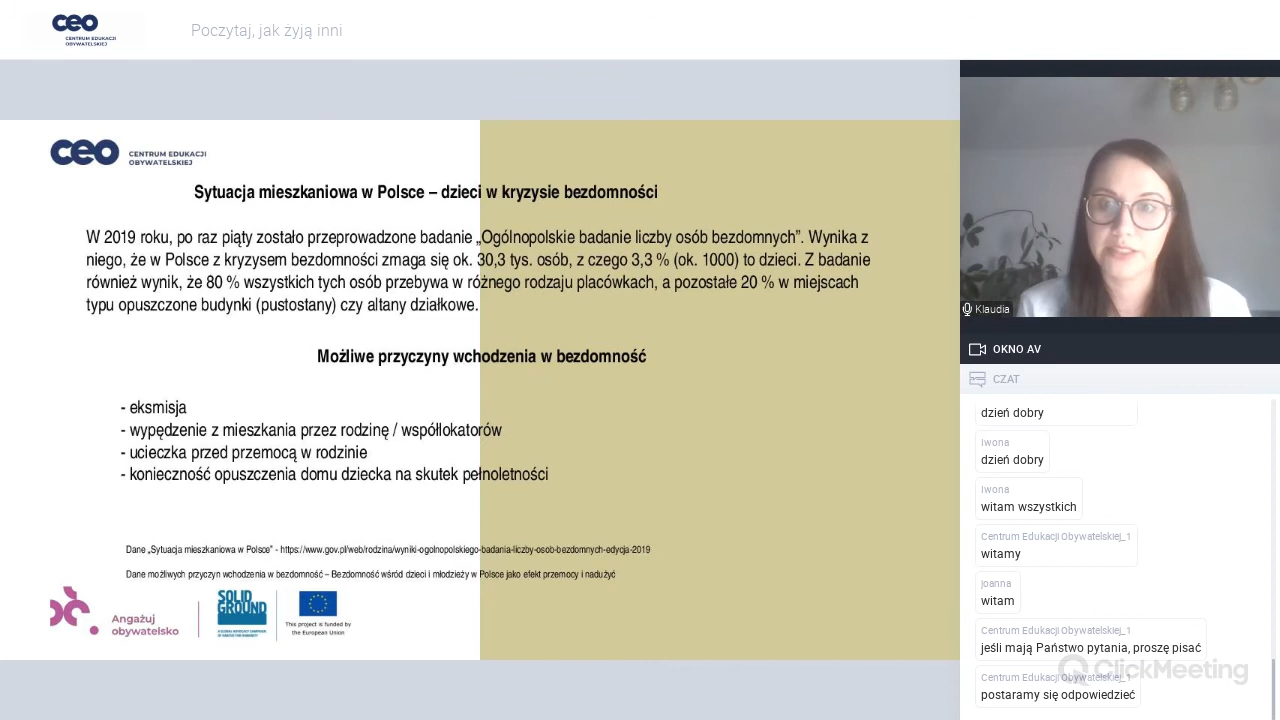 ceo
CENTRUM EDUKACJI
OBYWATELSKIEJ
Poczytaj, jak żyją inni
ceo
CENTRUM EDUKACJI
OBYWATELSKIEJ
Sytuacja mieszkaniowa w Polsce – dzieci w kryzysie bezdomności
W 2019 roku, po raz piąty zostało przeprowadzone badanie „Ogólnopolskie badanie liczby osób bezdomnych”. Wynika z
niego, że w Polsce z kryzysem bezdomności zmaga się ok. 30,3 tys. osób, z czego 3,3 % (ok. 1000) to dzieci. Z badanie
również wynik, że 80 % wszystkich tych osób przebywa w różnego rodzaju placówkach, a pozostałe 20 % w miejscach
typu opuszczone budynki (pustostany) czy altany działkowe.
Możliwe przyczyny wchodzenia w bezdomność
- eksmisja
- wypędzenie z mieszkania przez rodzinę / współlokatorów
- ucieczka przed przemocą w rodzinie
- konieczność opuszczenia domu dziecka na skutek pełnoletności
Dane „Sytuacja mieszkaniowa w Polsce” - https://www.gov.pl/web/rodzina/wyniki-ogolnopolskiego-badania-liczby-osob-bezdomnych-edycja-2019
Dane możliwych przyczyn wchodzenia w bezdomność – Bezdomność wśród dzieci i młodzieży w Polsce jako efekt przemocy i nadużyć
Angażuj
obywatelsko
SOLID
GROUND
A GLOBAL ADVOCACY CAMPAIGN
OF HABITAT FOR HUMANITY
This project is funded by
the European Union
Klaudia
OKNO AV
CZAT
dzień dobry
iwona
dzień dobry
Iwona
witam wszystkich
Centrum Edukacji Obywatelskiej_1
witamy
joanna
witam
Centrum Edukacji Obywatelskiej_1
jeśli mają Państwo pytania, proszę pisać
Centrum Edukacji Obywatelskiej_1
postaramy się odpowiedzieć
ClickMeeting